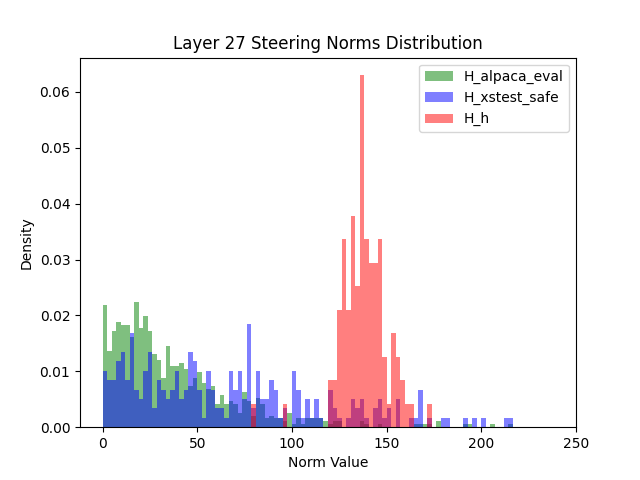 Layer 27 Steering Norms Distribution
H_alpaca_eval
H_xstest_safe
H_h
0.06
0.05
0.04
0.03
0.02
0.01
0.00
Density
0
50
100
150
200
250
Norm Value